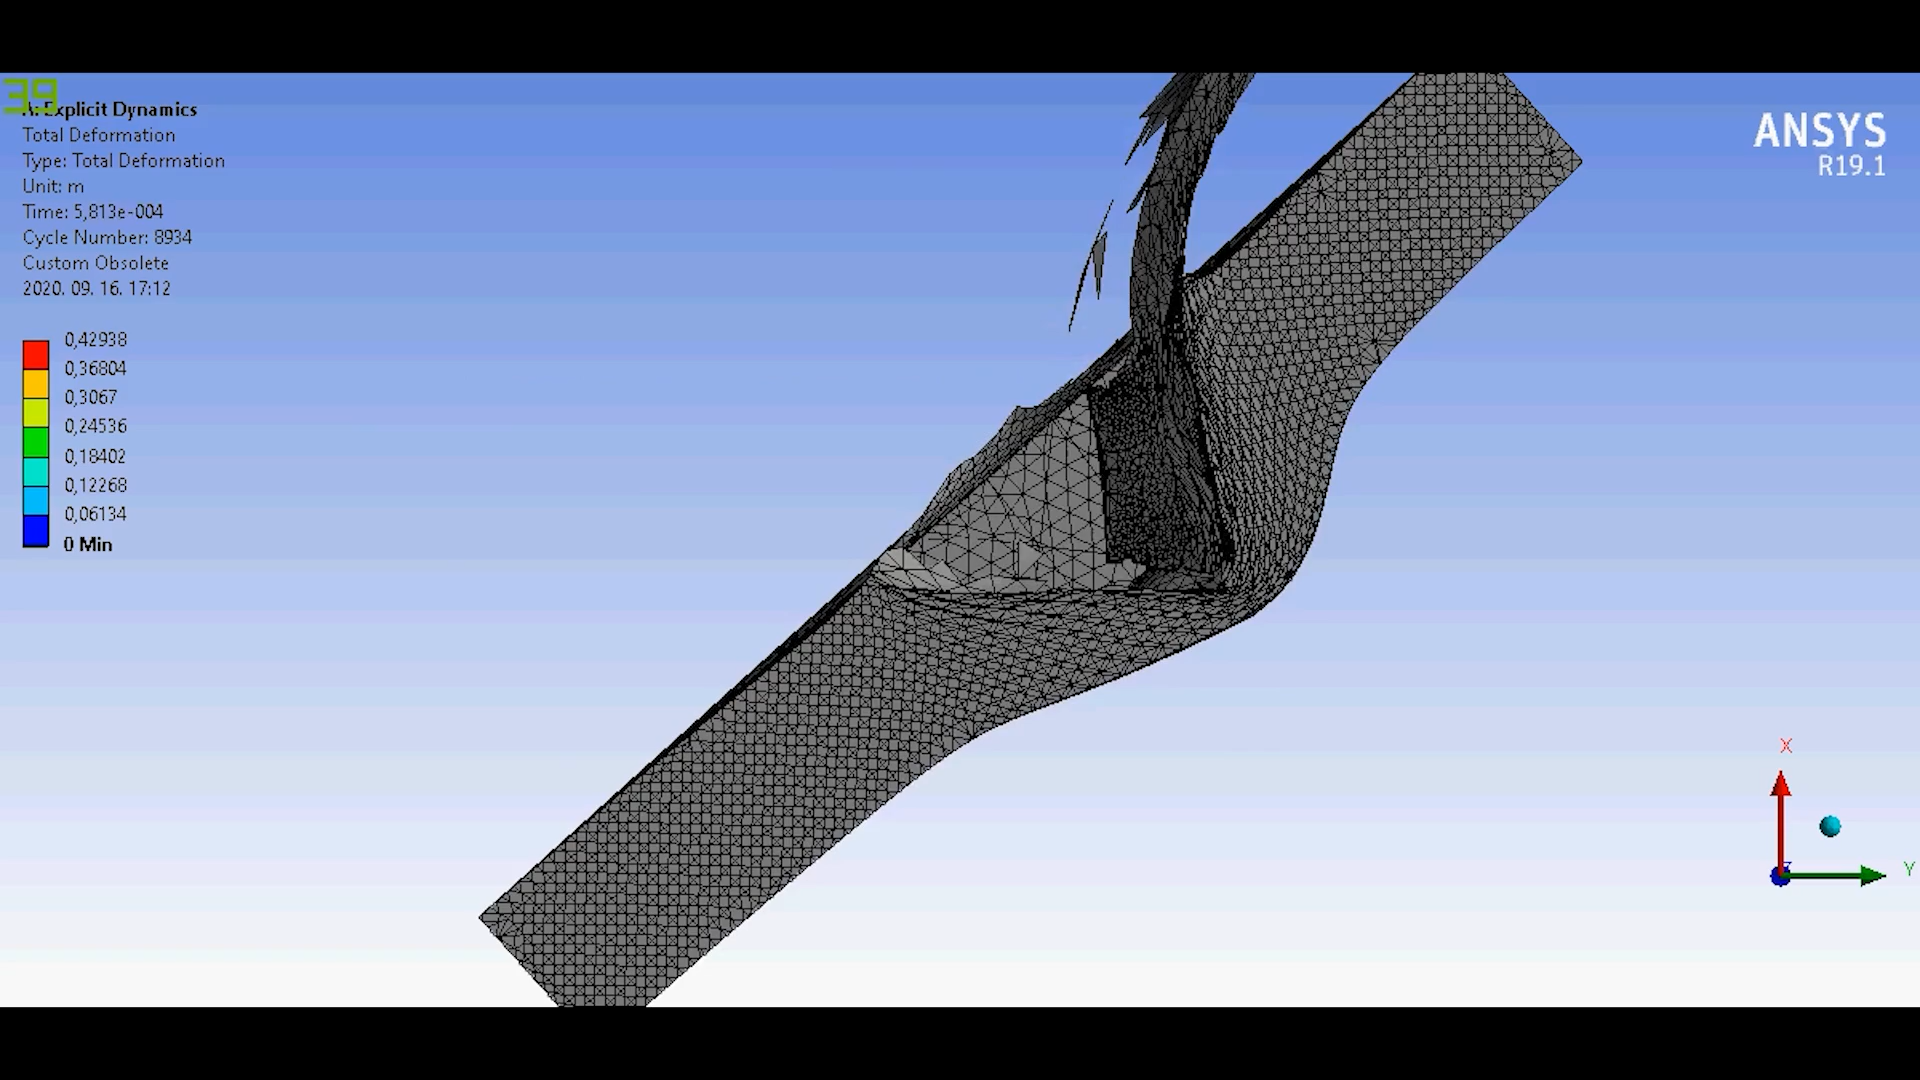 39
A: Explicit Dynamics
Total Deformation
Type: Total Deformation
Unit: m
Time: 5,813e-004
Cycle Number: 8934
Custom Obsolete
2020. 09. 16. 17:12
0,42938
0,36804
0,3067
0,24536
0,18402
0,12268
0,06134
0 Min
ANSYS
R19.1
X
Y
Z